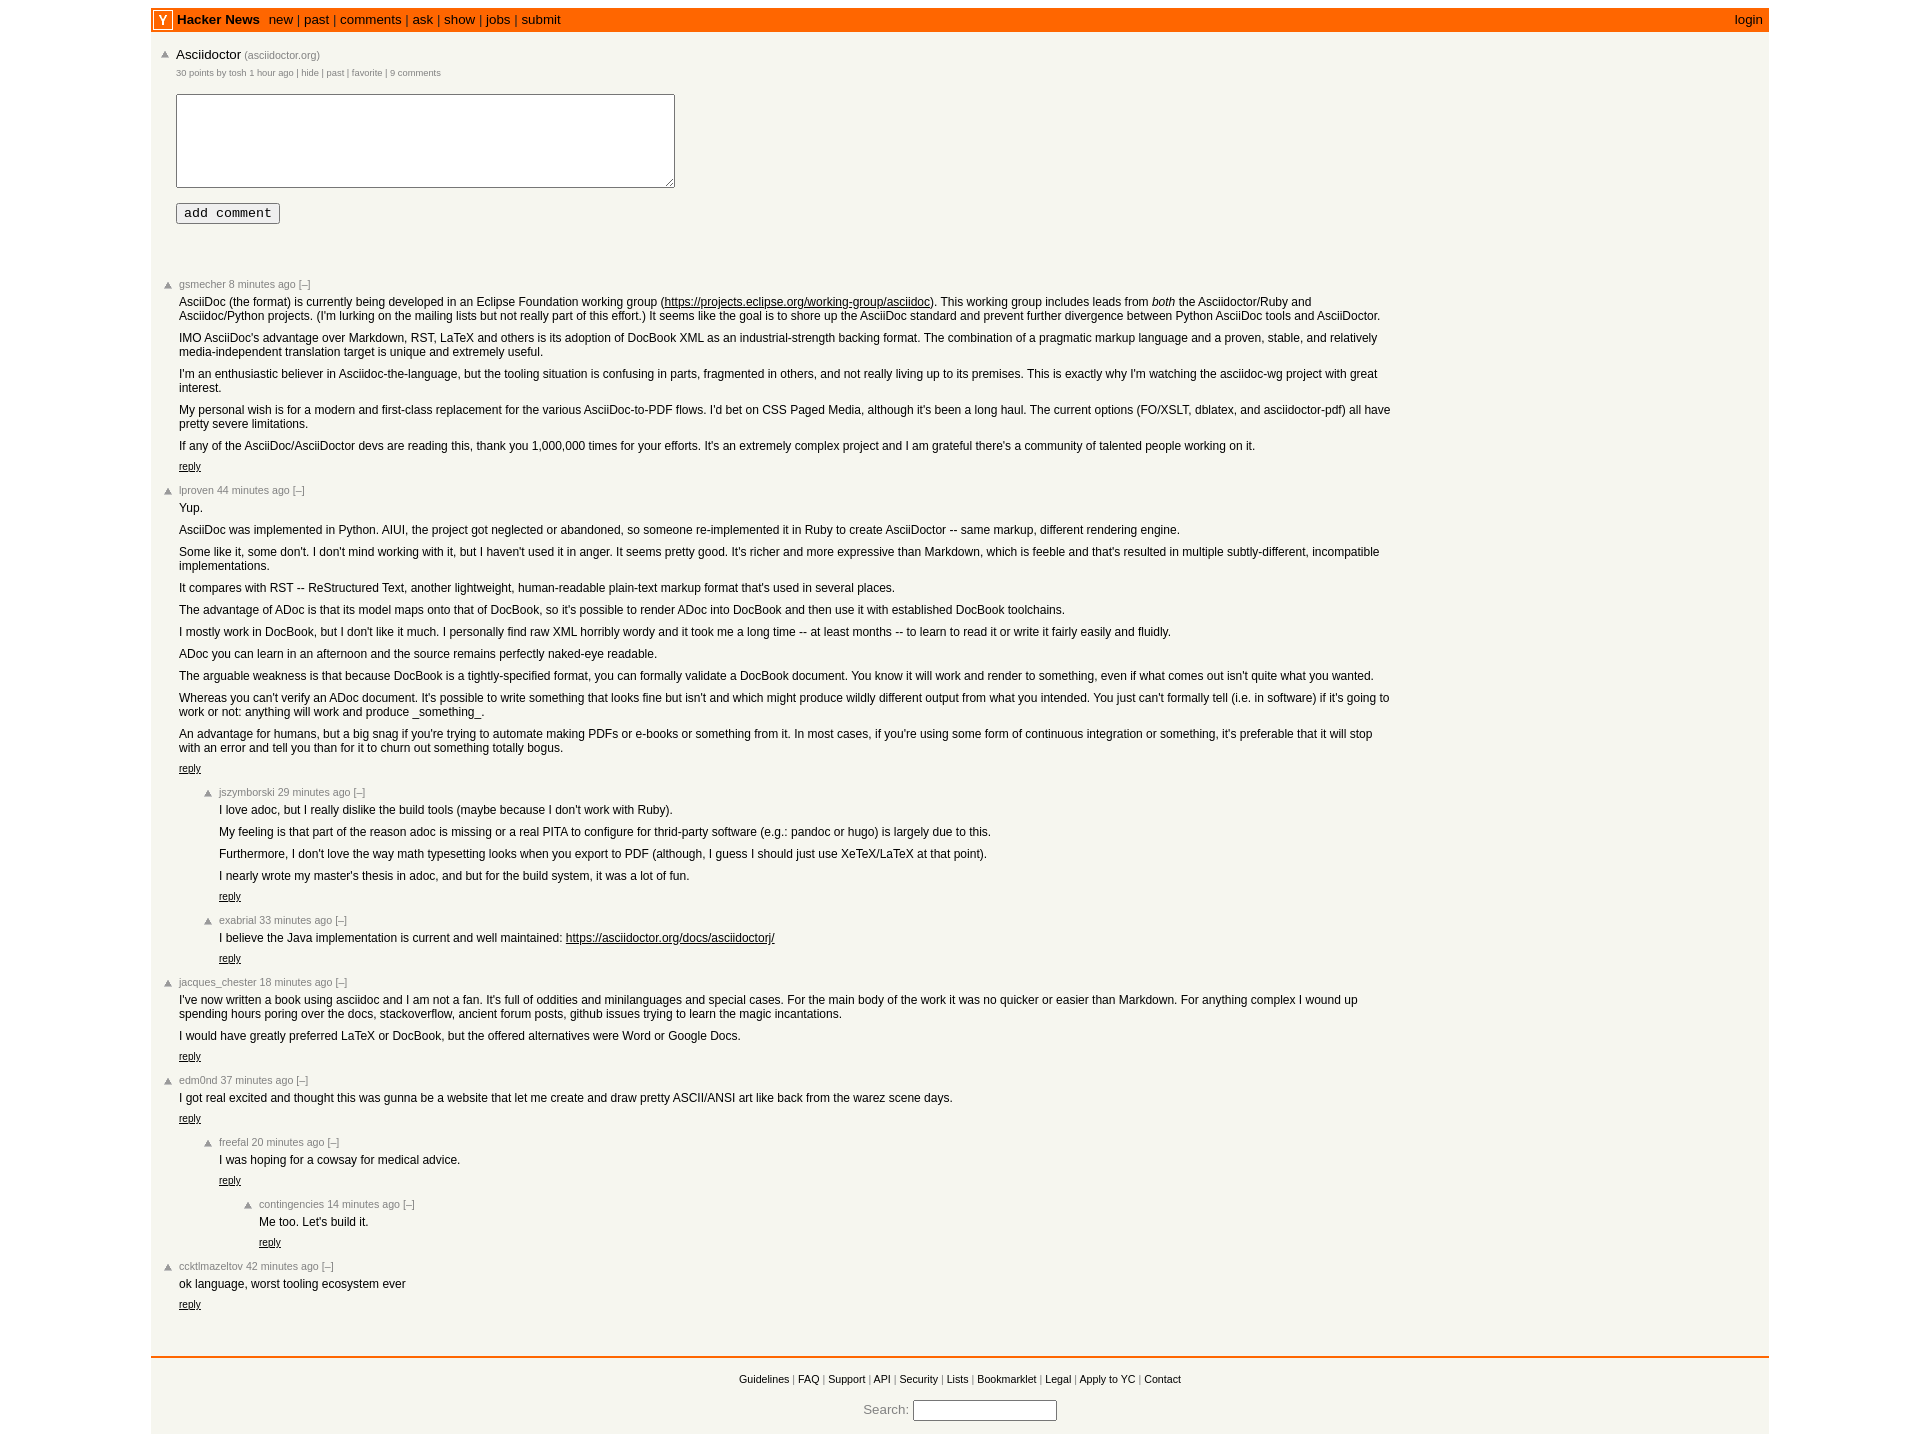 Y Hacker News new | past | comments | ask | show | jobs | submit login
Asciidoctor (asciidoctor.org)
30 points by tosh 1 hour ago | hide | past | favorite | 9 comments
add comment
gsmecher 8 minutes ago [–]
AsciiDoc (the format) is currently being developed in an Eclipse Foundation working group (https://projects.eclipse.org/working-group/asciidoc). This working group includes leads from both the Asciidoctor/Ruby and
Asciidoc/Python projects. (I'm lurking on the mailing lists but not really part of this effort.) It seems like the goal is to shore up the AsciiDoc standard and prevent further divergence between Python AsciiDoc tools and AsciiDoctor.
IMO AsciiDoc's advantage over Markdown, RST, LaTeX and others is its adoption of DocBook XML as an industrial-strength backing format. The combination of a pragmatic markup language and a proven, stable, and relatively
media-independent translation target is unique and extremely useful.
I'm an enthusiastic believer in Asciidoc-the-language, but the tooling situation is confusing in parts, fragmented in others, and not really living up to its premises. This is exactly why I'm watching the asciidoc-wg project with great
interest.
My personal wish is for a modern and first-class replacement for the various AsciiDoc-to-PDF flows. I'd bet on CSS Paged Media, although it's been a long haul. The current options (FO/XSLT, dblatex, and asciidoctor-pdf) all have
pretty severe limitations.
If any of the AsciiDoc/AsciiDoctor devs are reading this, thank you 1,000,000 times for your efforts. It's an extremely complex project and I am grateful there's a community of talented people working on it.
reply
lproven 44 minutes ago [–]
Yup.
AsciiDoc was implemented in Python. AIUI, the project got neglected or abandoned, so someone re-implemented it in Ruby to create AsciiDoctor -- same markup, different rendering engine.
Some like it, some don't. I don't mind working with it, but I haven't used it in anger. It seems pretty good. It's richer and more expressive than Markdown, which is feeble and that's resulted in multiple subtly-different, incompatible
implementations.
It compares with RST -- ReStructured Text, another lightweight, human-readable plain-text markup format that's used in several places.
The advantage of ADoc is that its model maps onto that of DocBook, so it's possible to render ADoc into DocBook and then use it with established DocBook toolchains.
I mostly work in DocBook, but I don't like it much. I personally find raw XML horribly wordy and it took me a long time -- at least months -- to learn to read it or write it fairly easily and fluidly.
ADoc you can learn in an afternoon and the source remains perfectly naked-eye readable.
The arguable weakness is that because DocBook is a tightly-specified format, you can formally validate a DocBook document. You know it will work and render to something, even if what comes out isn't quite what you wanted.
Whereas you can't verify an ADoc document. It's possible to write something that looks fine but isn't and which might produce wildly different output from what you intended. You just can't formally tell (i.e. in software) if it's going to
work or not: anything will work and produce _something_.
An advantage for humans, but a big snag if you're trying to automate making PDFs or e-books or something from it. In most cases, if you're using some form of continuous integration or something, it's preferable that it will stop
with an error and tell you than for it to churn out something totally bogus.
reply
jszymborski 29 minutes ago [–]
I love adoc, but I really dislike the build tools (maybe because I don't work with Ruby).
My feeling is that part of the reason adoc is missing or a real PITA to configure for thrid-party software (e.g.: pandoc or hugo) is largely due to this.
Furthermore, I don't love the way math typesetting looks when you export to PDF (although, I guess I should just use XeTeX/LaTeX at that point).
I nearly wrote my master's thesis in adoc, and but for the build system, it was a lot of fun.
reply
exabrial 33 minutes ago [–]
I believe the Java implementation is current and well maintained: https://asciidoctor.org/docs/asciidoctorj/
reply
jacques_chester 18 minutes ago [–]
I've now written a book using asciidoc and I am not a fan. It's full of oddities and minilanguages and special cases. For the main body of the work it was no quicker or easier than Markdown. For anything complex I wound up
spending hours poring over the docs, stackoverflow, ancient forum posts, github issues trying to learn the magic incantations.
I would have greatly preferred LaTeX or DocBook, but the offered alternatives were Word or Google Docs.
reply
edm0nd 37 minutes ago [–]
I got real excited and thought this was gunna be a website that let me create and draw pretty ASCII/ANSI art like back from the warez scene days.
reply
freefal 20 minutes ago [–]
I was hoping for a cowsay for medical advice.
reply
contingencies 14 minutes ago [–]
Me too. Let's build it.
reply
ccktlmazeltov 42 minutes ago [–]
ok language, worst tooling ecosystem ever
reply
Guidelines | FAQ | Support | API | Security | Lists | Bookmarklet | Legal | Apply to YC | Contact
Search: